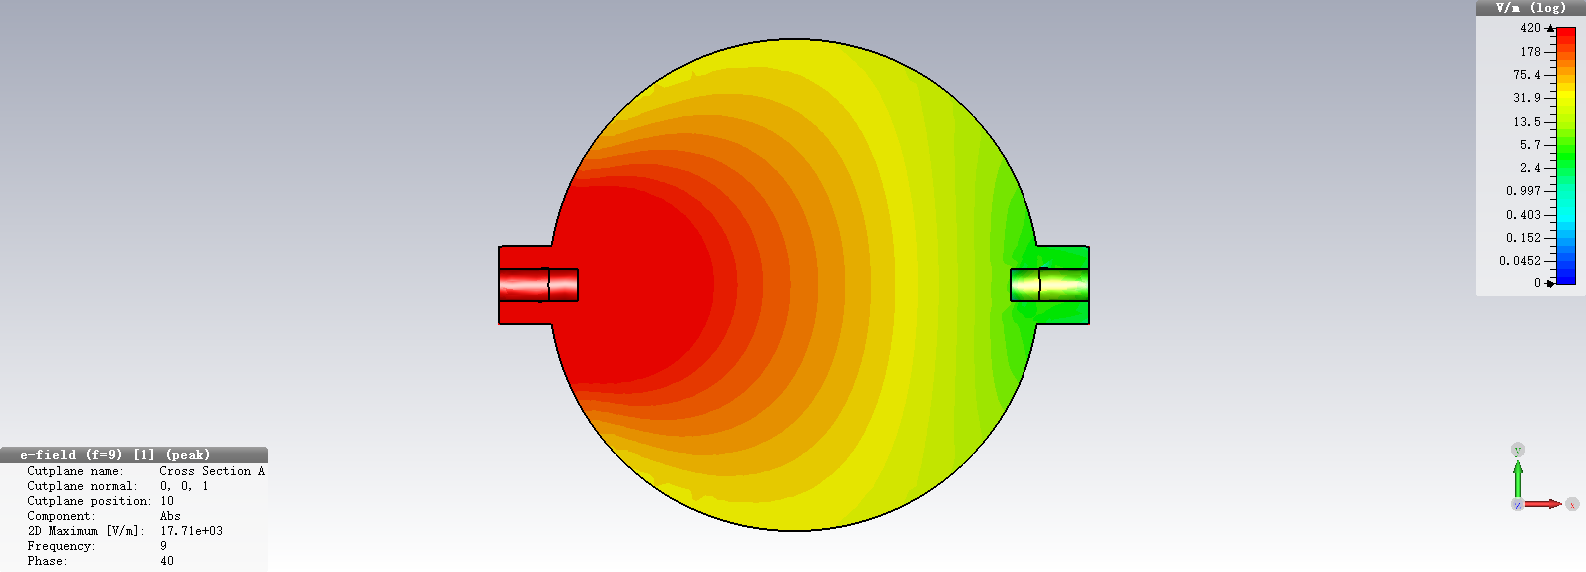 V/m (log)
420
178
75.4
31.9
13.5
5.7
2.4
0.997
0.403
0.152
0.0452
0
e-field (f=9) [1] (peak)
Cutplane name: Cross Section A
Cutplane normal: 0, 0, 1
Cutplane position: 10
Component: Abs
2D Maximum [V/m]: 17.71e+03
Frequency: 9
Phase: 40
Y
Z
X